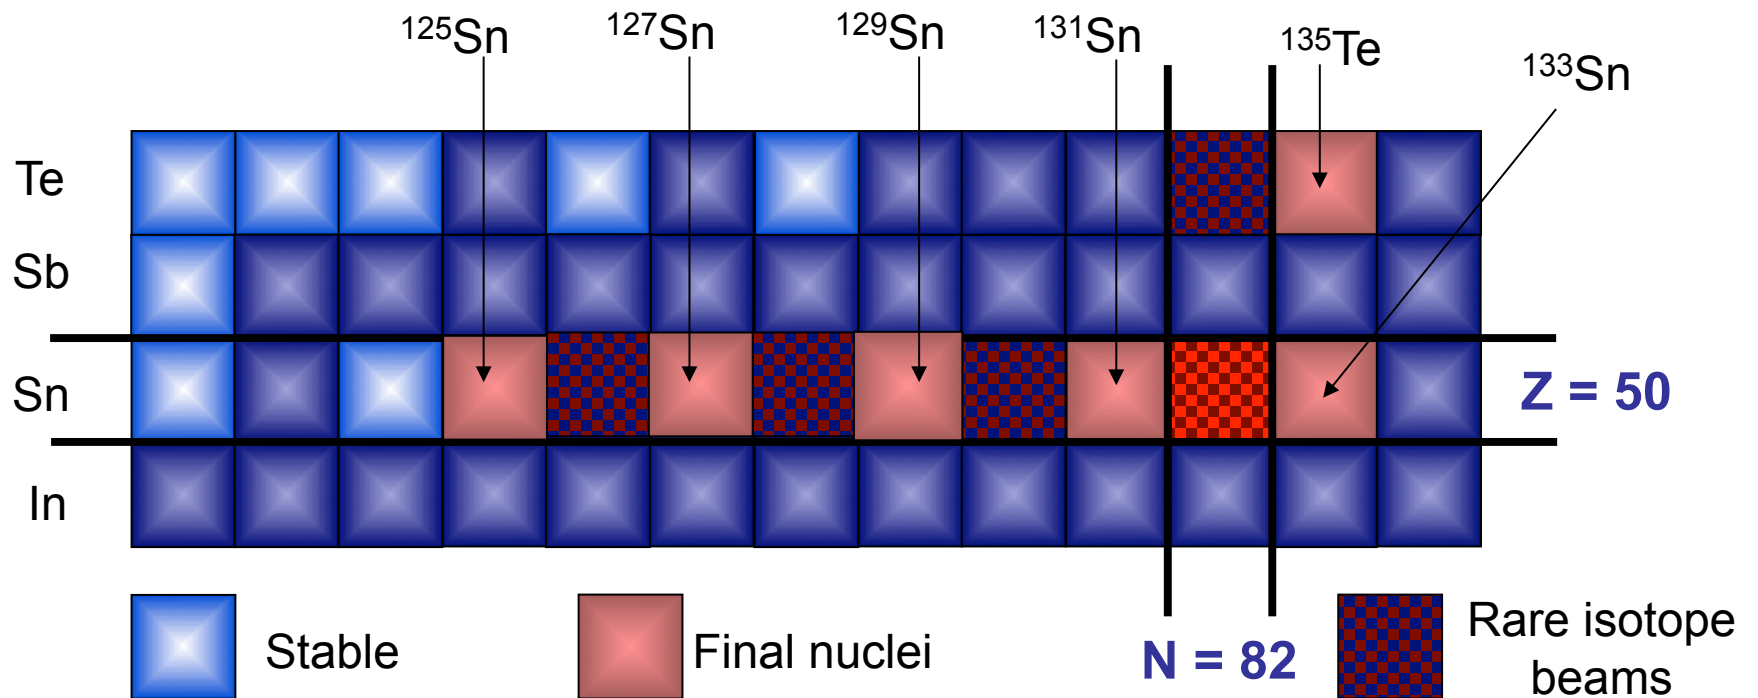 ¹²⁵Sn
¹²⁷Sn
¹²⁹Sn
¹³¹Sn
¹³⁵Te
¹³³Sn
Te
Sb
Sn
Z = 50
In
Stable
Final nuclei
N = 82
Rare isotope
beams